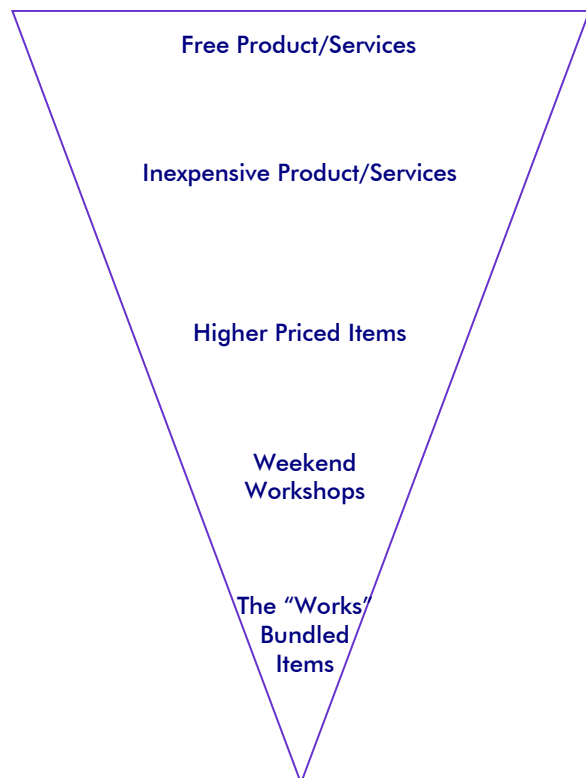 Free Product/Services
Inexpensive Product/Services
Higher Priced Items
Weekend
Workshops
The “Works”
Bundled
Items